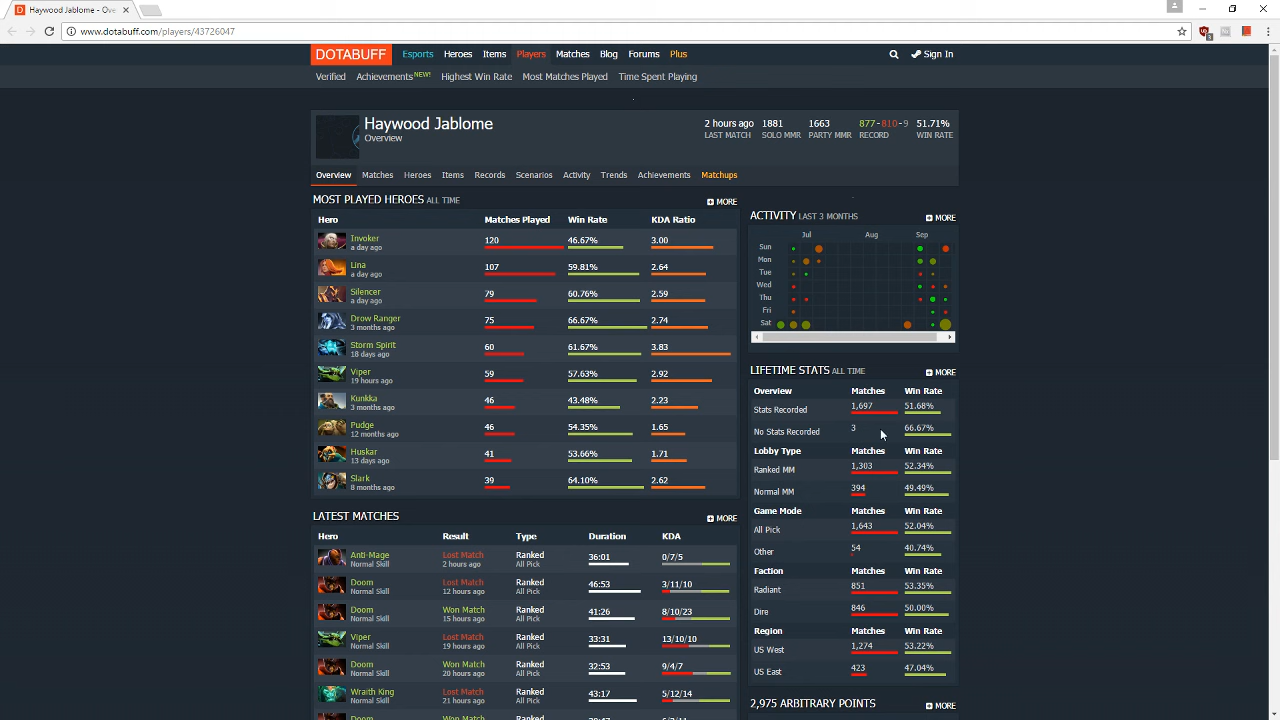 Haywood Jablome - Ove
www.dotabuff.com/players/43726047
DOTABUFF Esports Heroes Items Players Matches Blog Forums Plus Sign In
Verified Achievements NEW! Highest Win Rate Most Matches Played Time Spent Playing
Haywood Jablome
Overview
2 hours ago 1881 1663 877-810-9 51.71%
LAST MATCH SOLO MMR PARTY MMR RECORD WIN RATE
Overview Matches Heroes Items Records Scenarios Activity Trends Achievements Matchups
MOST PLAYED HEROES ALL TIME MORE
Hero Matches Played Win Rate KDA Ratio
Invoker 120 46.67% 3.00
a day ago
Lina 107 59.81% 2.64
a day ago
Silencer 79 60.76% 2.59
a day ago
Drow Ranger 75 66.67% 2.74
3 months ago
Storm Spirit 60 61.67% 3.83
18 days ago
Viper 59 57.63% 2.92
19 hours ago
Kunkka 46 43.48% 2.23
3 months ago
Pudge 46 54.35% 1.65
12 months ago
Huskar 41 53.66% 1.71
13 days ago
Slark 39 64.10% 2.62
8 months ago
LATEST MATCHES MORE
Hero Result Type Duration KDA
Anti-Mage Lost Match Ranked 36:01 0/7/5
Normal Skill 2 hours ago All Pick
Doom Lost Match Ranked 46:53 3/11/10
Normal Skill 12 hours ago All Pick
Doom Won Match Ranked 41:26 8/10/23
Normal Skill 15 hours ago All Pick
Viper Lost Match Ranked 33:31 13/10/10
Normal Skill 19 hours ago All Pick
Doom Won Match Ranked 32:53 9/4/7
Normal Skill 20 hours ago All Pick
Wraith King Lost Match Ranked 43:17 5/12/14
Normal Skill 21 hours ago All Pick
ACTIVITY LAST 3 MONTHS MORE
Jul Aug Sep
Sun
Mon
Tue
Wed
Thu
Fri
Sat
LIFETIME STATS ALL TIME MORE
Overview Matches Win Rate
Stats Recorded 1,697 51.68%
No Stats Recorded 3 66.67%
Lobby Type Matches Win Rate
Ranked MM 1,303 52.34%
Normal MM 394 49.49%
Game Mode Matches Win Rate
All Pick 1,643 52.04%
Other 54 40.74%
Faction Matches Win Rate
Radiant 851 53.35%
Dire 846 50.00%
Region Matches Win Rate
US West 1,274 53.22%
US East 423 47.04%
2,975 ARBITRARY POINTS MORE